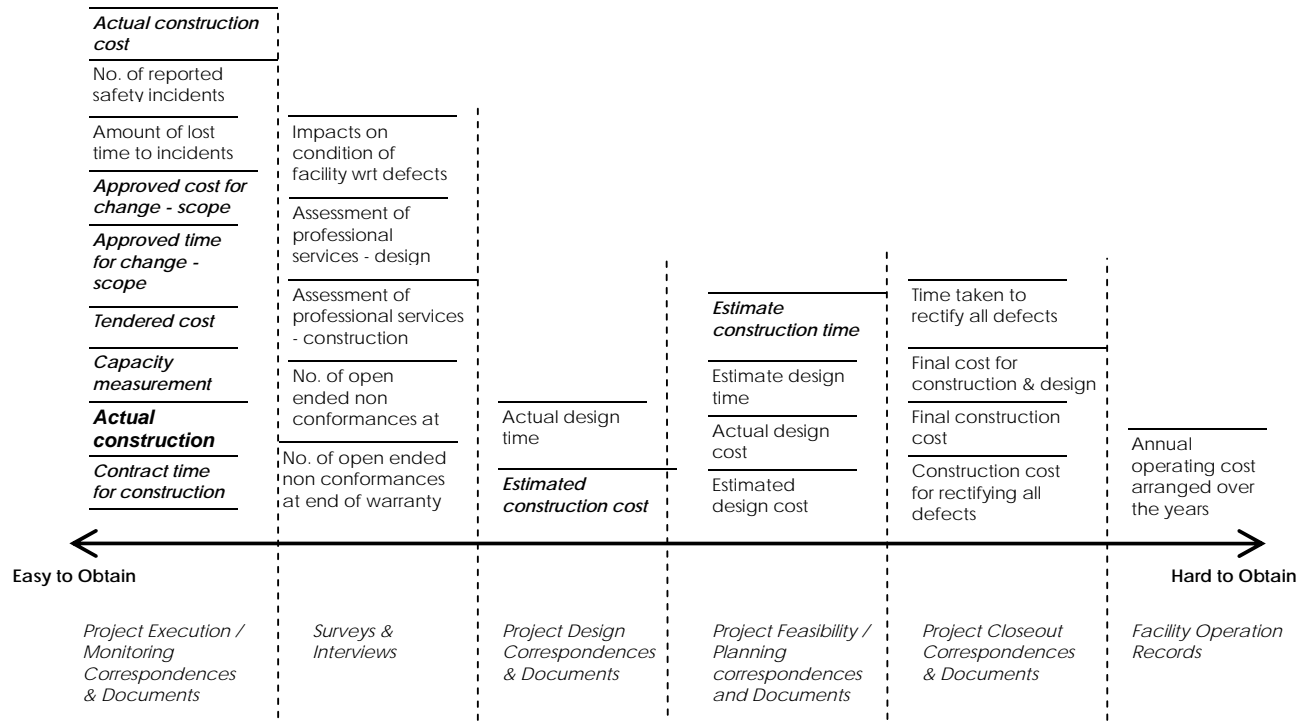 Actual construction
cost
No. of reported
safety incidents
Amount of lost
time to incidents
Approved cost for
change - scope
Approved time
for change -
scope
Tendered cost
Capacity
measurement
Actual
construction
Contract time
for construction
Impacts on
condition of
facility wrt defects
Assessment of
professional
services - design
Assessment of
professional services
- construction
No. of open
ended non
conformances at
No. of open ended
non conformances
at end of warranty
Actual design
time
Estimated
construction cost
Estimate
construction time
Estimate design
time
Actual design
cost
Estimated
design cost
Time taken to
rectify all defects
Final cost for
construction & design
Final construction
cost
Construction cost
for rectifying all
defects
Annual
operating cost
arranged over
the years
Easy to Obtain
Hard to Obtain
Project Execution /
Monitoring
Correspondences
& Documents
Surveys &
Interviews
Project Design
Correspondences
& Documents
Project Feasibility /
Planning
correspondences
and Documents
Project Closeout
Correspondences
& Documents
Facility Operation
Records